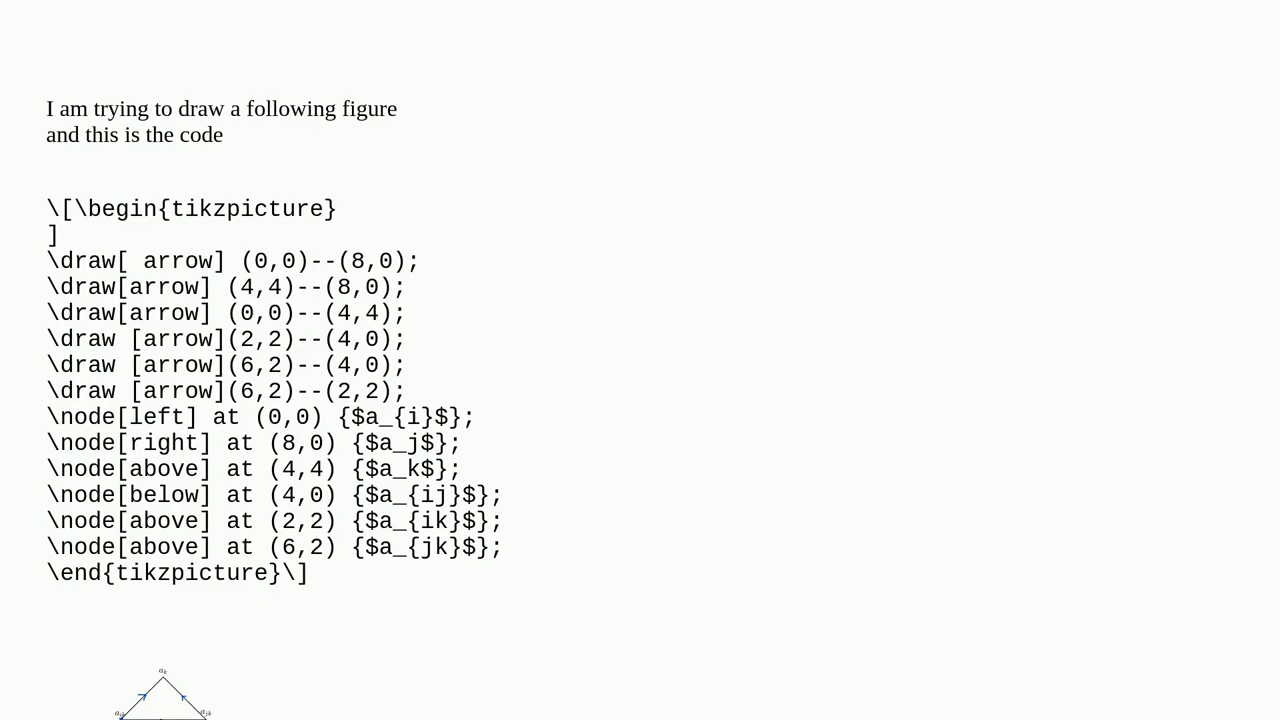 I am trying to draw a following figure
and this is the code
\[\begin{tikzpicture}
]
\draw[ arrow] (0,0)--(8,0);
\draw[arrow] (4,4)--(8,0);
\draw[arrow] (0,0)--(4,4);
\draw [arrow](2,2)--(4,0);
\draw [arrow](6,2)--(4,0);
\draw [arrow](6,2)--(2,2);
\node[left] at (0,0) {$a_{i}$};
\node[right] at (8,0) {$a_j$};
\node[above] at (4,4) {$a_k$};
\node[below] at (4,0) {$a_{ij}$};
\node[above] at (2,2) {$a_{ik}$};
\node[above] at (6,2) {$a_{jk}$};
\end{tikzpicture}\]
a_k
a_{jk}